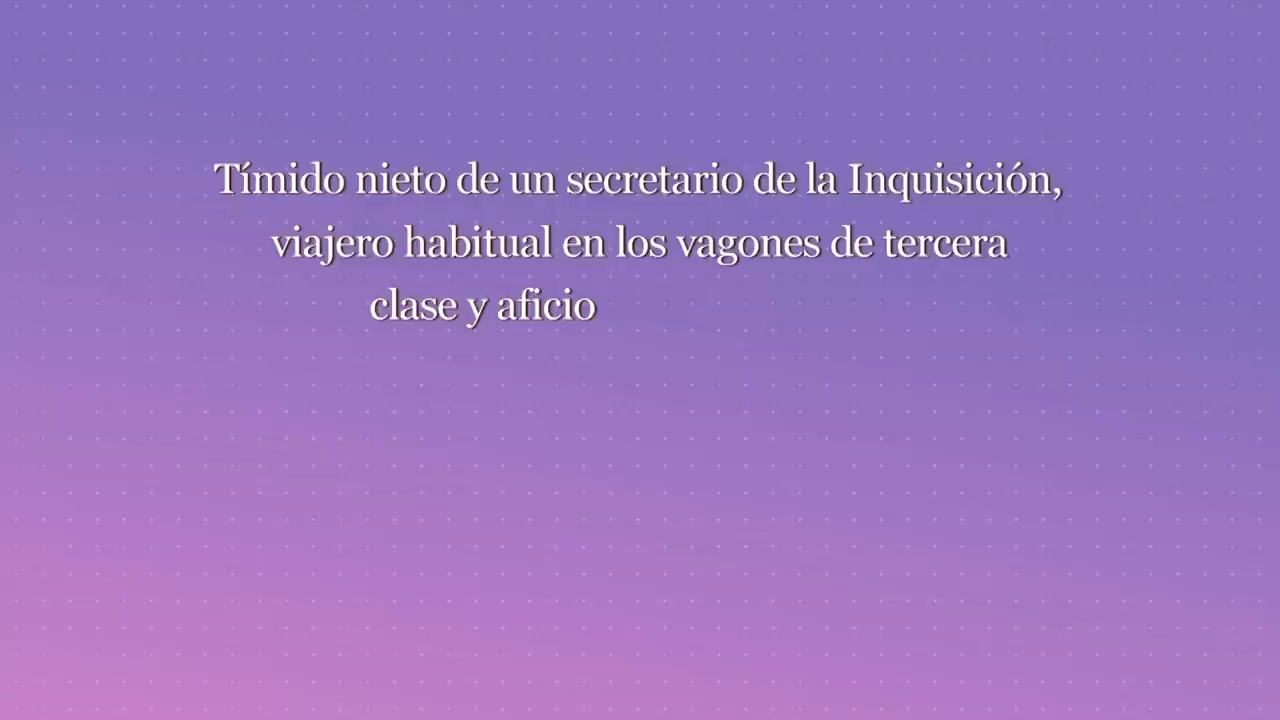 Tímido nieto de un secretario de la Inquisición,
viajero habitual en los vagones de tercera
clase y aficio